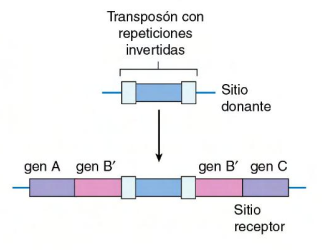 Transposón con
repeticiones
invertidas
Sitio
donante
gen A gen B′ gen B′ gen C
Sitio
receptor